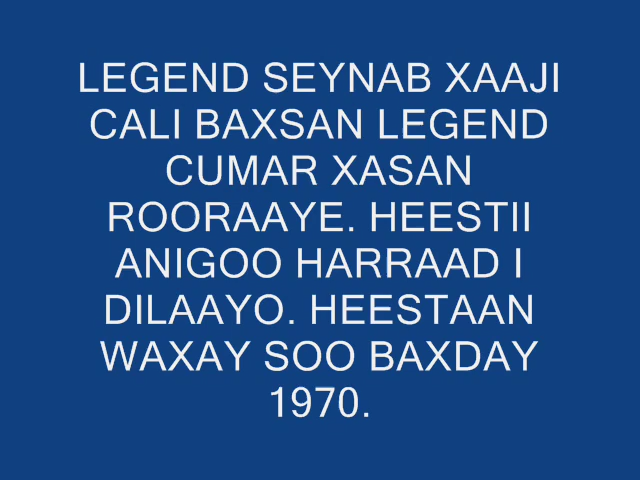 LEGEND SEYNAB XAAJI
CALI BAXSAN LEGEND
CUMAR XASAN
ROORAAYE. HEESTII
ANIGOO HARRAAD I
DILAAYO. HEESTAAN
WAXAY SOO BAXDAY
1970.